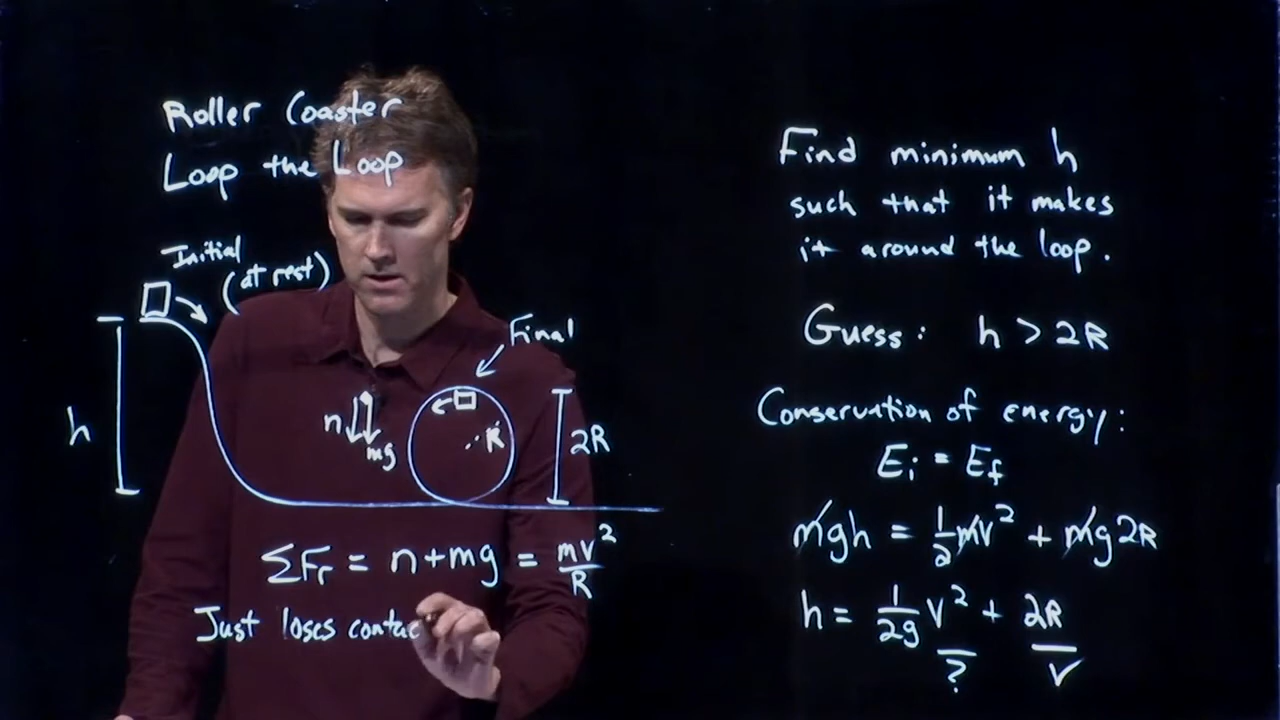 Roller Coaster
Loop the Loop
Initial
(at rest)
Final
h
n
mg
R
2R
ΣFr = n+mg = mv²/R
Just loses contac
Find minimum h
such that it makes
it around the loop.
Guess: h > 2R
Conservation of energy:
Ei = Ef
mgh = 1/2 mv² + mg2R
h = 1/2g v² + 2R
? √